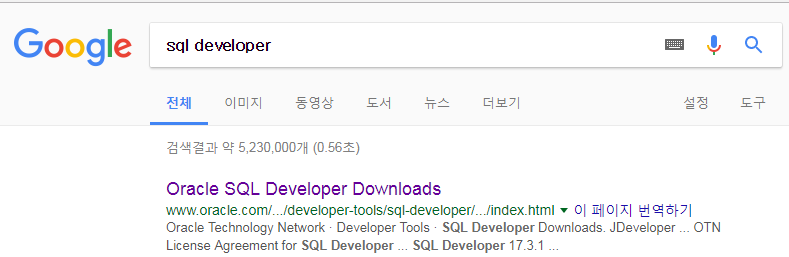 Google
sql developer
전체 이미지 동영상 도서 뉴스 더보기 설정 도구
검색결과 약 5,230,000개 (0.56초)
Oracle SQL Developer Downloads
www.oracle.com/.../developer-tools/sql-developer/.../index.html ▼ 이 페이지 번역하기
Oracle Technology Network · Developer Tools · SQL Developer Downloads. JDeveloper ... OTN
License Agreement for SQL Developer ... SQL Developer 17.3.1 ...